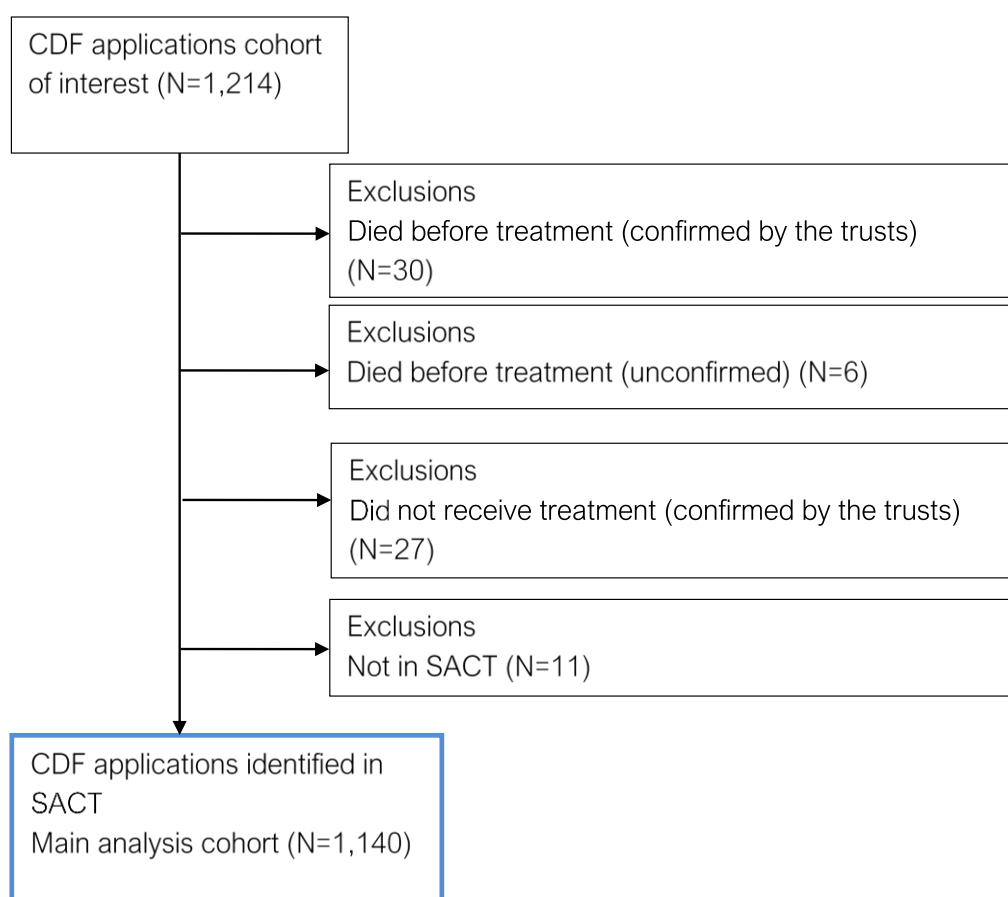 CDF applications cohort
of interest (N=1,214)
Exclusions
Died before treatment (confirmed by the trusts)
(N=30)
Exclusions
Died before treatment (unconfirmed) (N=6)
Exclusions
Did not receive treatment (confirmed by the trusts)
(N=27)
Exclusions
Not in SACT (N=11)
CDF applications identified in
SACT
Main analysis cohort (N=1,140)